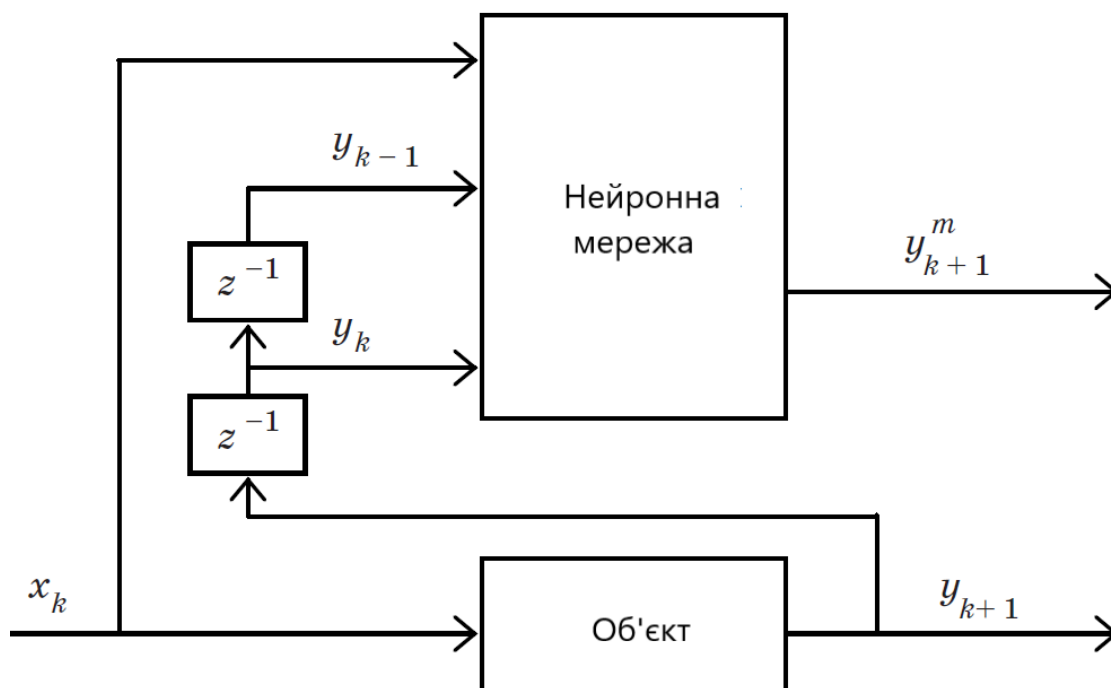 y_{k-1}
Нейронна
мережа
z^{-1}
y^m_{k+1}
y_k
z^{-1}
x_k
y_{k+1}
Об'єкт